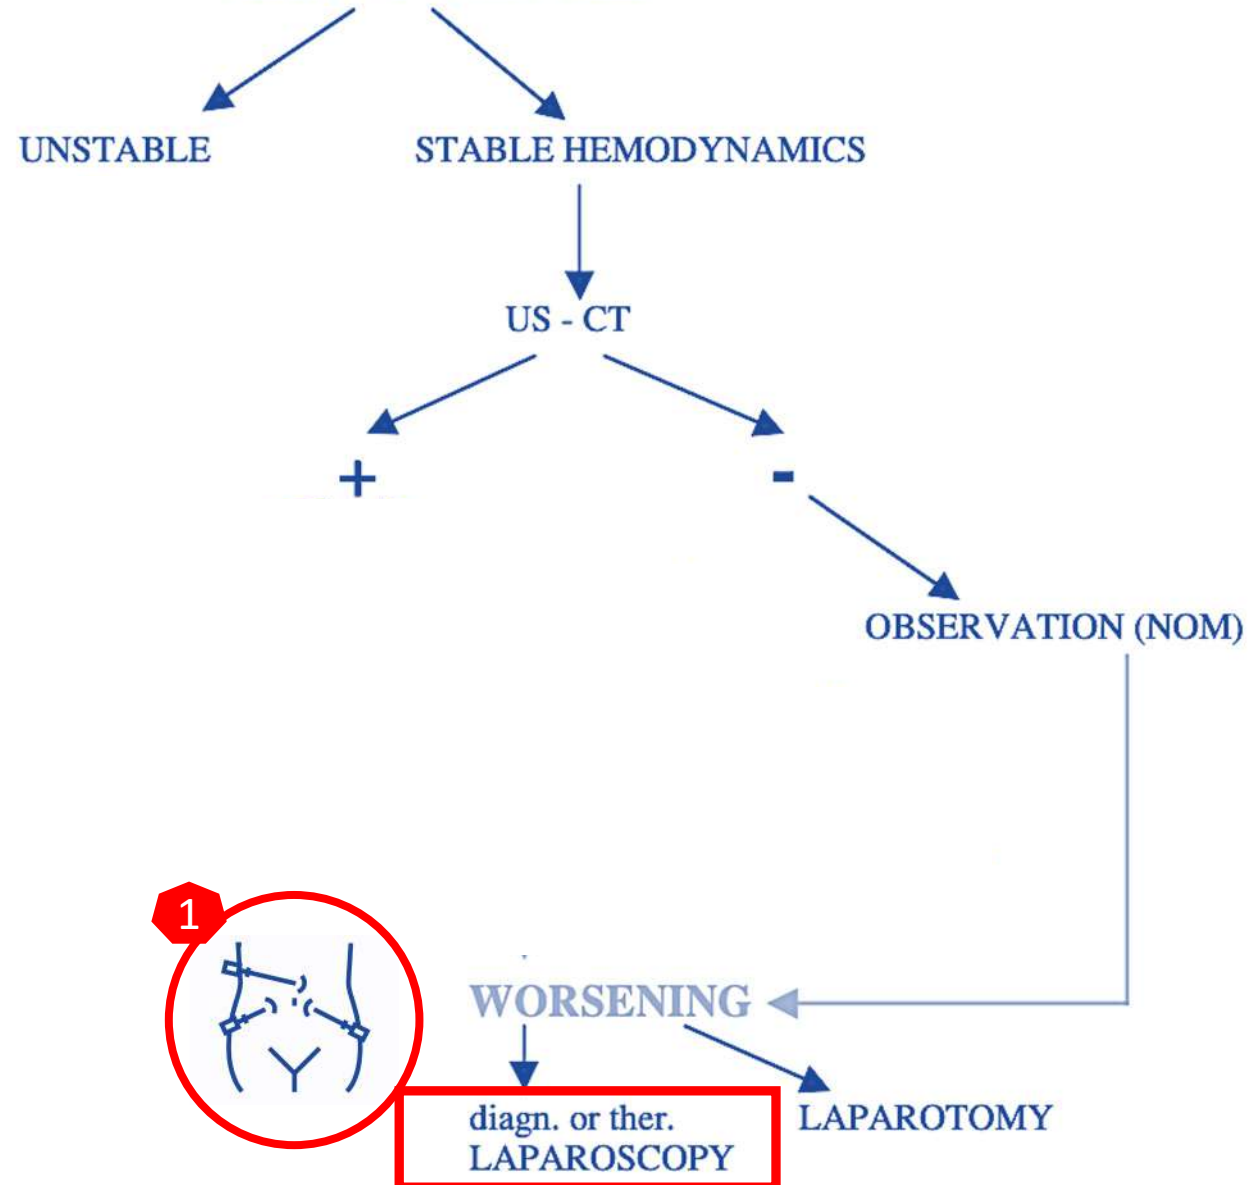 UNSTABLE
STABLE HEMODYNAMICS
US - CT
+
-
OBSERVATION (NOM)
1
WORSENING
diagn. or ther.
LAPAROSCOPY
LAPAROTOMY